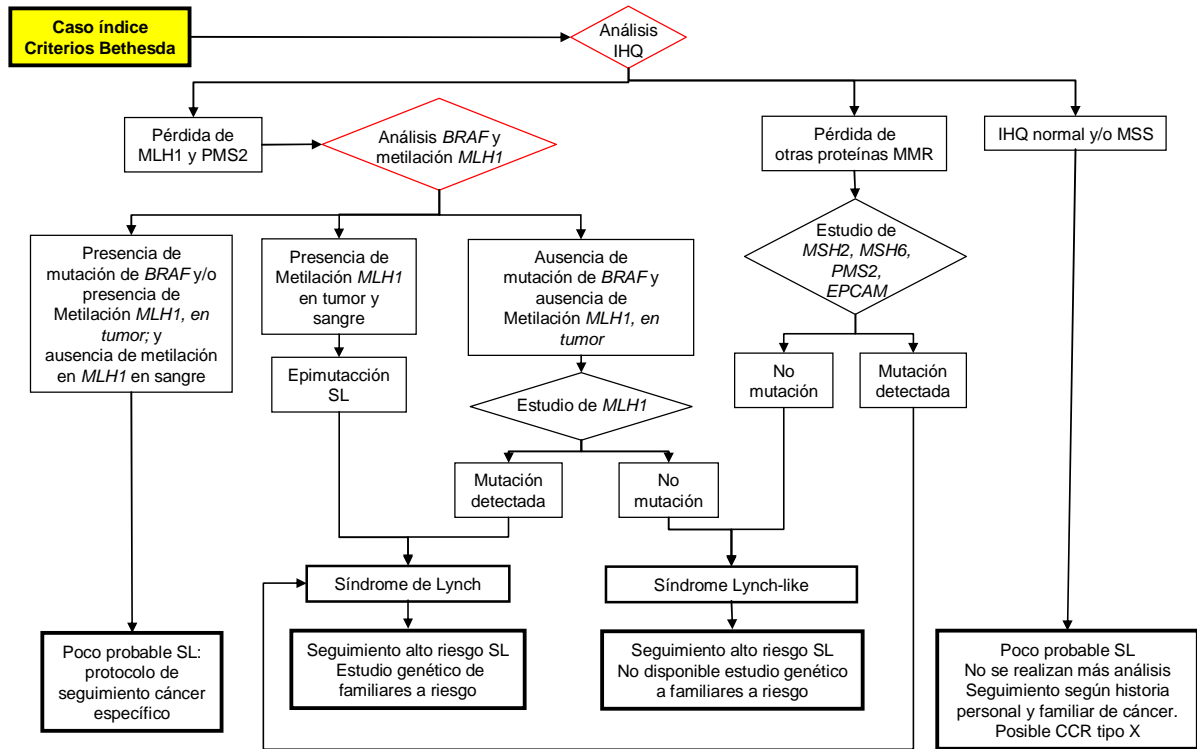 Caso índice
Criterios Bethesda
Análisis
IHQ
Pérdida de
MLH1 y PMS2
Análisis BRAF y
metilación MLH1
Pérdida de
otras proteínas MMR
IHQ normal y/o MSS
Presencia de
mutación de BRAF y/o
presencia de
Metilación MLH1, en
tumor; y
ausencia de metilación
en MLH1 en sangre
Presencia de
Metilación MLH1
en tumor y
sangre
Ausencia de
mutación de BRAF y
ausencia de
Metilación MLH1, en
tumor
Estudio de
MSH2, MSH6,
PMS2,
EPCAM
Epimutacción
SL
Estudio de MLH1
No
mutación
Mutación
detectada
Mutación
detectada
No
mutación
Síndrome de Lynch
Síndrome Lynch-like
Poco probable SL:
protocolo de
seguimiento cáncer
específico
Seguimiento alto riesgo SL
Estudio genético de
familiares a riesgo
Seguimiento alto riesgo SL
No disponible estudio genético
a familiares a riesgo
Poco probable SL
No se realizan más análisis
Seguimiento según historia
personal y familiar de cáncer.
Posible CCR tipo X